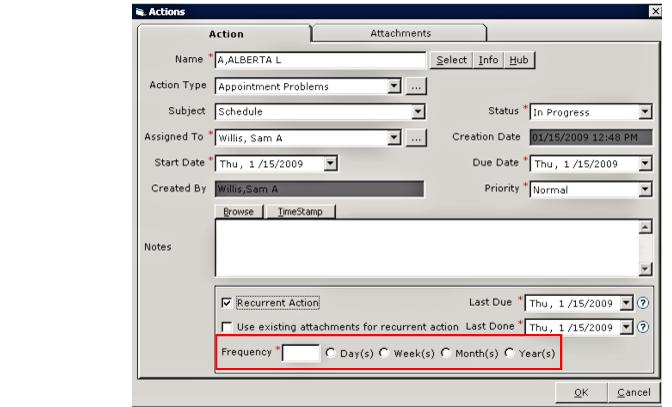 Actions
Action Attachments
Name * A,ALBERTA L Select Info Hub
Action Type Appointment Problems ...
Subject Schedule Status * In Progress
Assigned To * Willis, Sam A ... Creation Date 01/15/2009 12:48 PM
Start Date * Thu, 1 /15/2009 Due Date * Thu, 1 /15/2009
Created By Willis,Sam A Priority * Normal
Browse TimeStamp
Notes
Recurrent Action Last Due * Thu, 1 /15/2009 ?
Use existing attachments for recurrent action Last Done * Thu, 1 /15/2009 ?
Frequency * Day(s) Week(s) Month(s) Year(s)
OK Cancel